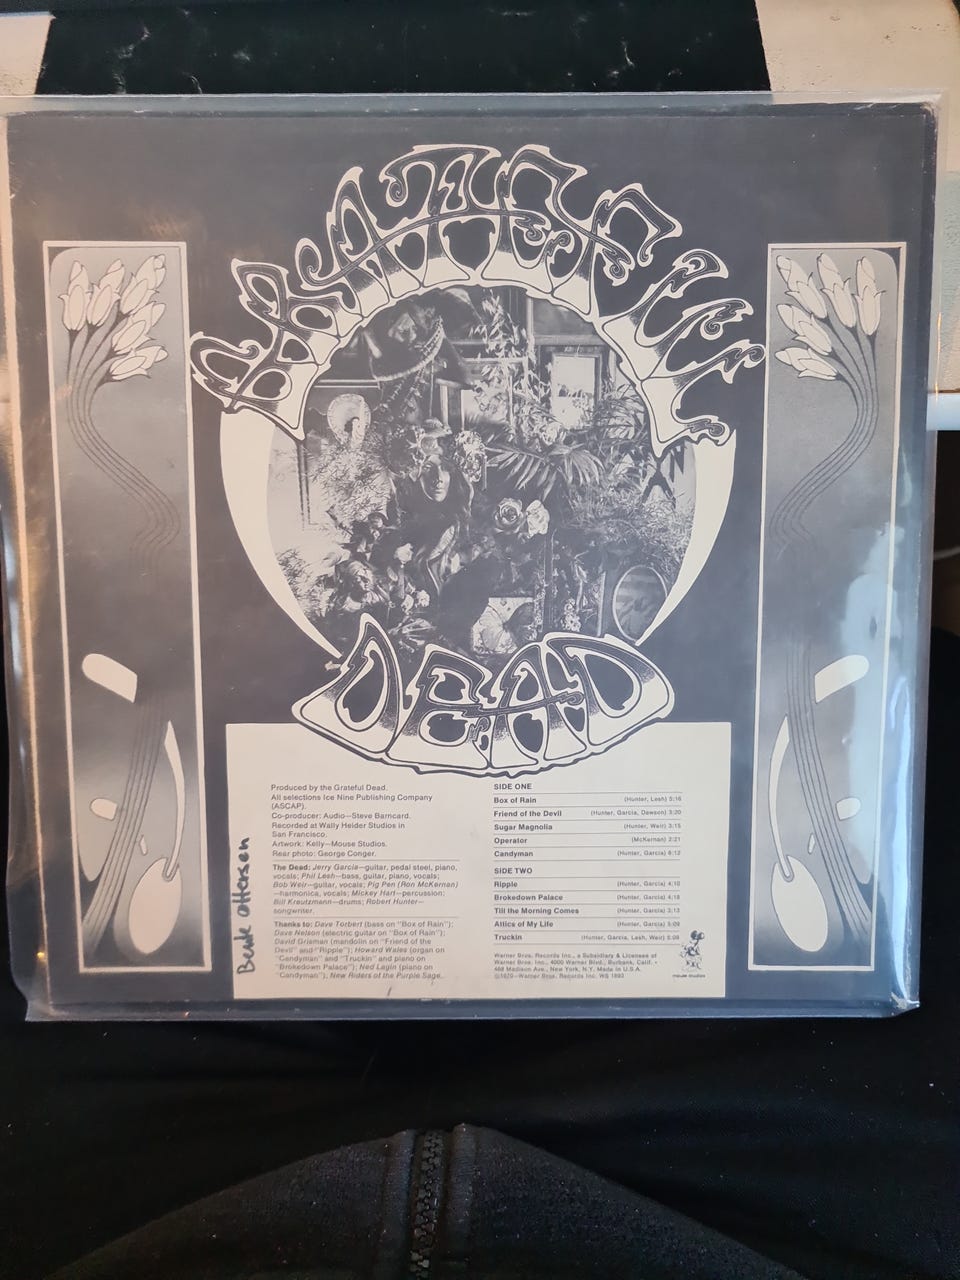 GRATEFUL
DEAD
Produced by the Grateful Dead.
All selections Ice Nine Publishing Company
(ASCAP).
Co-producer: Audio—Steve Barncard.
Recorded at Wally Heider Studios in
San Francisco.
Artwork: Kelly—Mouse Studios.
Rear photo: George Conger.
The Dead: Jerry Garcia—guitar, pedal steel, piano,
vocals; Phil Lesh—bass, guitar, piano, vocals;
Bob Weir—guitar, vocals; Pig Pen (Ron McKernan)
—harmonica, vocals; Mickey Hart—percussion;
Bill Kreutzmann—drums; Robert Hunter—
songwriter.
Thanks to: Dave Torbert (bass on "Box of Rain");
Dave Nelson (electric guitar on "Box of Rain");
David Grisman (mandolin on "Friend of the
Devil" and "Ripple"); Howard Wales (organ on
"Candyman" and "Truckin" and piano on
"Brokedown Palace"); Ned Lagin (piano on
"Candyman"), New Riders of the Purple Sage.
Bente Ottersen
SIDE ONE
Box of Rain (Hunter, Lesh) 5:16
Friend of the Devil (Hunter, Garcia, Dawson) 3:20
Sugar Magnolia (Hunter, Weir) 3:15
Operator (McKernan) 2:21
Candyman (Hunter, Garcia) 6:12
SIDE TWO
Ripple (Hunter, Garcia) 4:10
Brokedown Palace (Hunter, Garcia) 4:18
Till the Morning Comes (Hunter, Garcia) 3:13
Attics of My Life (Hunter, Garcia) 5:09
Truckin (Hunter, Garcia, Lesh, Weir) 5:09
Warner Bros. Records Inc., a Subsidiary & Licensee of
Warner Bros. Inc., 4000 Warner Blvd., Burbank, Calif. •
488 Madison Ave., New York, N.Y. Made in U.S.A.
©1970—Warner Bros. Records Inc. WS 1893
mouse studios